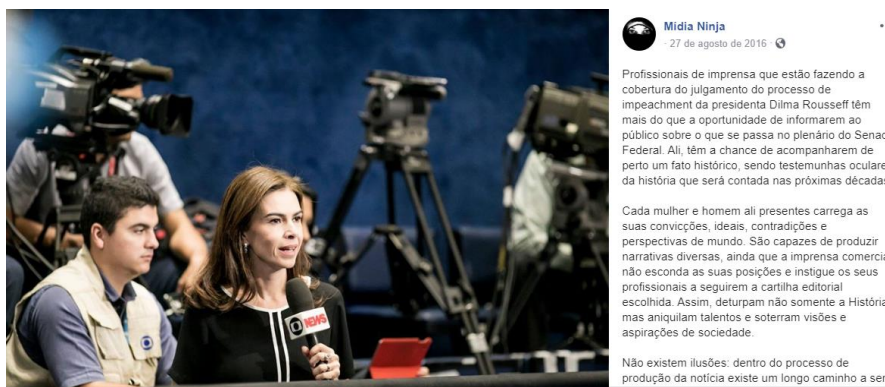 NEWS
Mídia Ninja
· 27 de agosto de 2016 ·
Profissionais de imprensa que estão fazendo a
cobertura do julgamento do processo de
impeachment da presidenta Dilma Rousseff têm
mais do que a oportunidade de informarem ao
público sobre o que se passa no plenário do Senad
Federal. Ali, têm a chance de acompanharem de
perto um fato histórico, sendo testemunhas oculare
da história que será contada nas próximas décadas
Cada mulher e homem ali presentes carrega as
suas convicções, ideais, contradições e
perspectivas de mundo. São capazes de produzir
narrativas diversas, ainda que a imprensa comercia
não esconda as suas posições e instigue os seus
profissionais a seguirem a cartilha editorial
escolhida. Assim, deturpam não somente a História
mas aniquilam talentos e soterram visões e
aspirações de sociedade.
Não existem ilusões: dentro do processo de
produção da notícia existe um longo caminho a ser